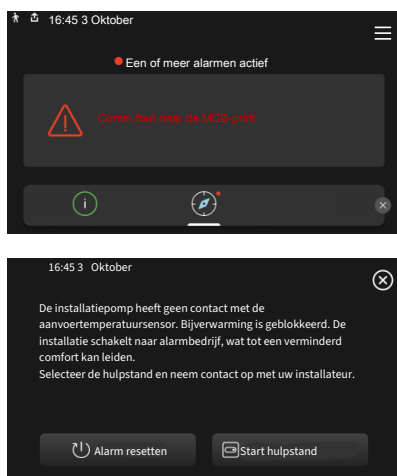 16:45 3 Oktober
Een of meer alarmen actief
Comm.fout naar de MCB-print
i
16:45 3 Oktober
De installatiepomp heeft geen contact met de
aanvoertemperatuursensor. Bijverwarming is geblokkeerd. De
installatie schakelt naar alarmbedrijf, wat tot een verminderd
comfort kan leiden.
Selecteer de hulpstand en neem contact op met uw installateur.
Alarm resetten
Start hulpstand